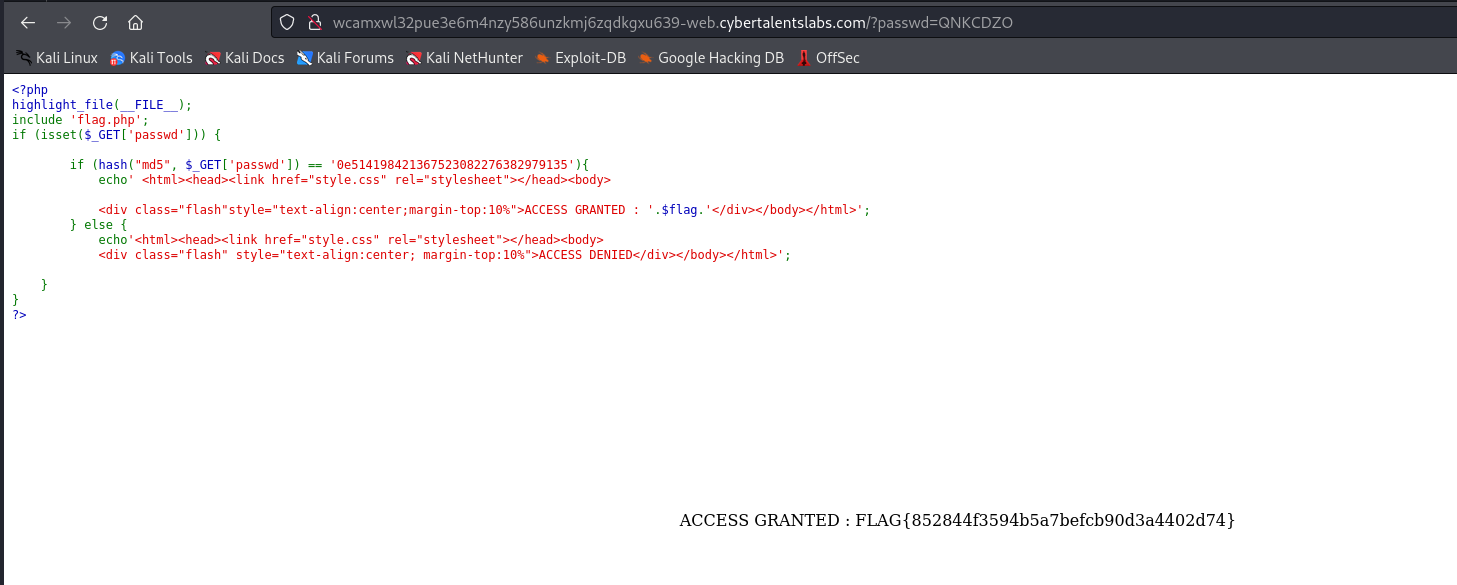 wcamxwl32pue3e6m4nzy586unzkmj6zqdkgxu639-web.cybertalentslabs.com/?passwd=QNKCDZO
Kali Linux Kali Tools Kali Docs Kali Forums Kali NetHunter Exploit-DB Google Hacking DB OffSec
<?php
highlight_file(__FILE__);
include 'flag.php';
if (isset($_GET['passwd'])) {
if (hash("md5", $_GET['passwd']) == '0e514198421367523082276382979135'){
echo' <html><head><link href="style.css" rel="stylesheet"></head><body>
<div class="flash"style="text-align:center;margin-top:10%">ACCESS GRANTED : '.$flag.'</div></body></html>';
} else {
echo'<html><head><link href="style.css" rel="stylesheet"></head><body>
<div class="flash" style="text-align:center; margin-top:10%">ACCESS DENIED</div></body></html>';
}
}
?>
ACCESS GRANTED : FLAG{852844f3594b5a7befcb90d3a4402d74}